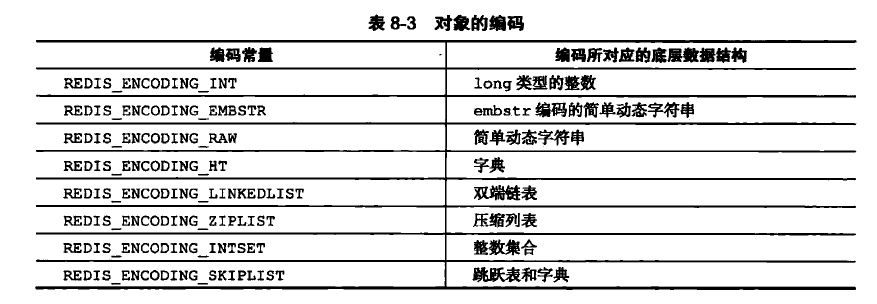 表 8-3 对象的编码
编码常量 编码所对应的底层数据结构
REDIS_ENCODING_INT long 类型的整数
REDIS_ENCODING_EMBSTR embstr 编码的简单动态字符串
REDIS_ENCODING_RAW 简单动态字符串
REDIS_ENCODING_HT 字典
REDIS_ENCODING_LINKEDLIST 双端链表
REDIS_ENCODING_ZIPLIST 压缩列表
REDIS_ENCODING_INTSET 整数集合
REDIS_ENCODING_SKIPLIST 跳跃表和字典